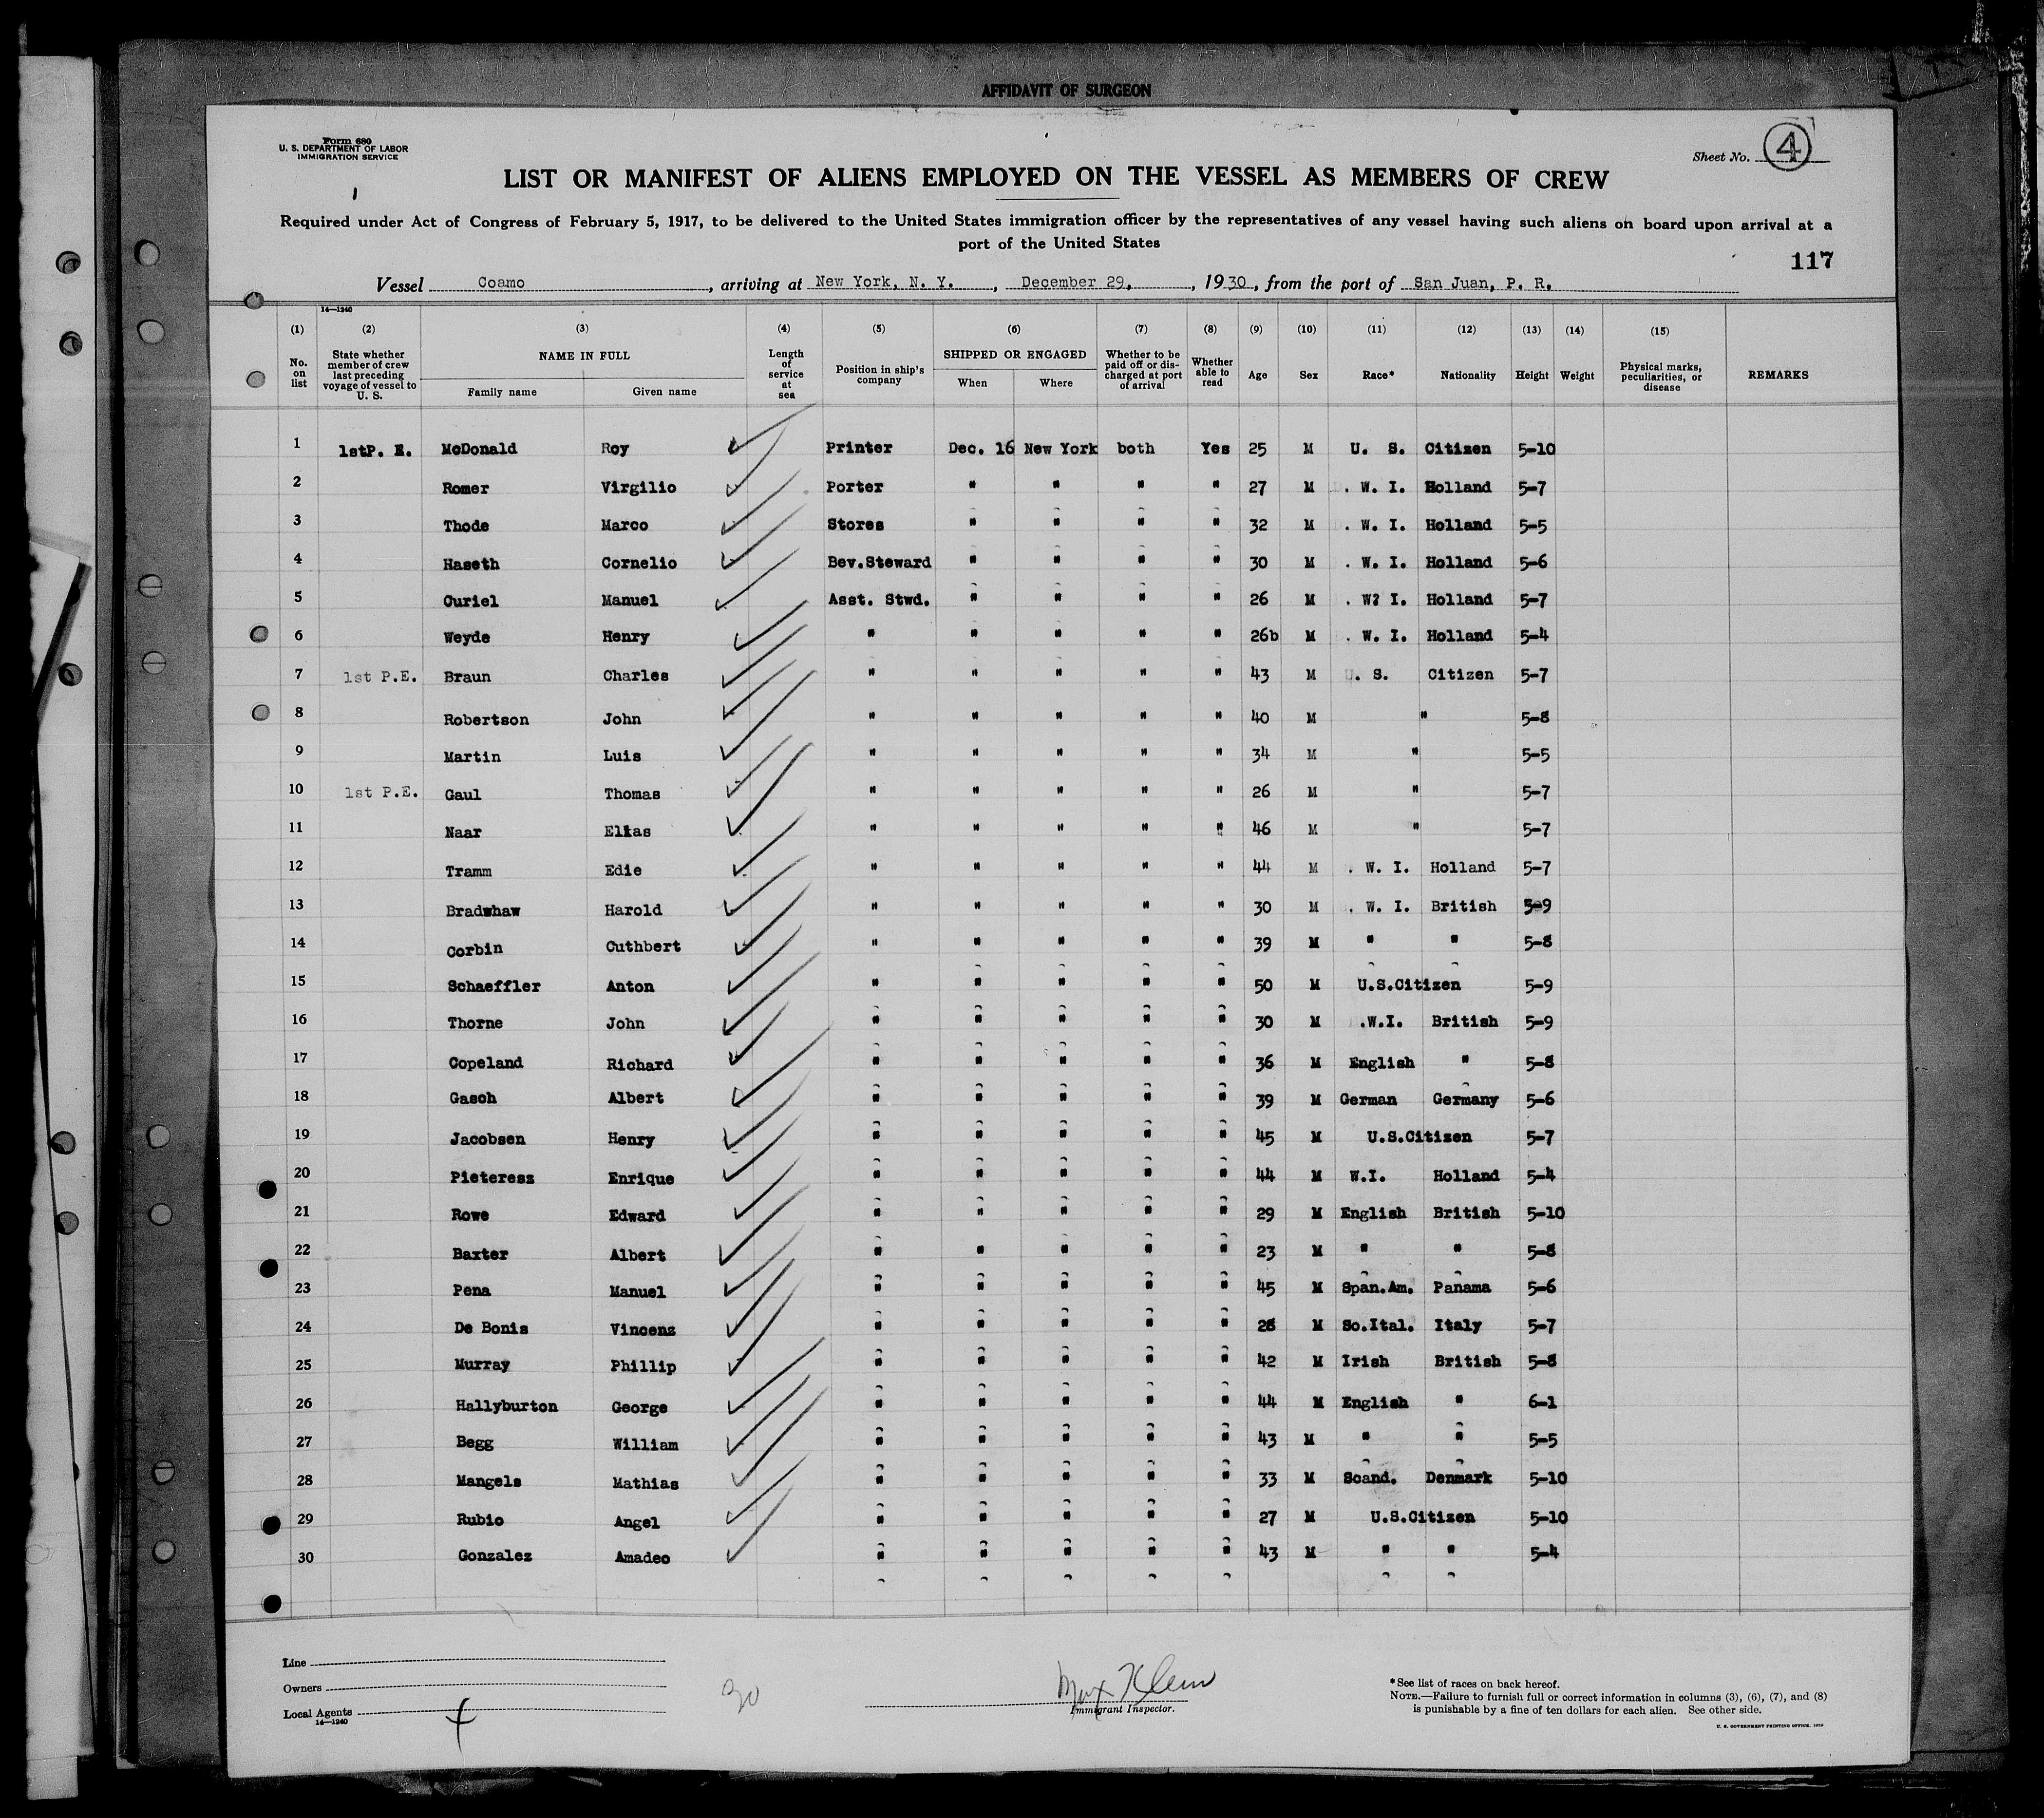 AFFIDAVIT OF SURGEON
Form 680
U. S. DEPARTMENT OF LABOR
IMMIGRATION SERVICE
Sheet No. 4
LIST OR MANIFEST OF ALIENS EMPLOYED ON THE VESSEL AS MEMBERS OF CREW
Required under Act of Congress of February 5, 1917, to be delivered to the United States immigration officer by the representatives of any vessel having such aliens on board upon arrival at a
port of the United States
117
Vessel Coamo, arriving at New York, N. Y., December 29, 1930, from the port of San Juan, P. R.
14—1240
(1) (2) (3) (4) (5) (6) (7) (8) (9) (10) (11) (12) (13) (14) (15)
No. on list State whether member of crew last preceding voyage of vessel to U. S. NAME IN FULL Family name Given name Length of service at sea Position in ship's company SHIPPED OR ENGAGED When Where Whether to be paid off or discharged at port of arrival Whether able to read Age Sex Race* Nationality Height Weight Physical marks, peculiarities, or disease REMARKS
1 1stP. E. McDonald Roy Printer Dec. 16 New York both Yes 25 M U. S. Citizen 5-10
2 Romer Virgilio Porter " " " " 27 M . W. I. Holland 5-7
3 Thode Marco Stores " " " " 32 M . W. I. Holland 5-5
4 Haseth Cornelio Bev.Steward " " " " 30 M . W. I. Holland 5-6
5 Curiel Manuel Asst. Stwd. " " " " 26 M . W? I. Holland 5-7
6 Weyde Henry " " " " " 26b M . W. I. Holland 5-4
7 1st P.E. Braun Charles " " " " " 43 M U. S. Citizen 5-7
8 Robertson John " " " " " 40 M " 5-8
9 Martin Luis " " " " " 34 M " 5-5
10 1st P.E. Gaul Thomas " " " " " 26 M " 5-7
11 Naar Elias " " " " " 46 M " 5-7
12 Tramm Edie " " " " " 44 M . W. I. Holland 5-7
13 Bradwhaw Harold " " " " " 30 M . W. I. British 5-9
14 Corbin Cuthbert " " " " " 39 M " " 5-8
15 Schaeffler Anton " " " " " 50 M U.S.Citizen 5-9
16 Thorne John " " " " " 30 M .W.I. British 5-9
17 Copeland Richard " " " " " 36 M English " 5-8
18 Gasch Albert " " " " " 39 M German Germany 5-6
19 Jacobsen Henry " " " " " 45 M U.S.Citizen 5-7
20 Pieteresz Enrique " " " " " 44 M W.I. Holland 5-4
21 Rowe Edward " " " " " 29 M English British 5-10
22 Baxter Albert " " " " " 23 M " " 5-8
23 Pena Manuel " " " " " 45 M Span.Am. Panama 5-6
24 De Bonis Vincenz " " " " " 28 M So.Ital. Italy 5-7
25 Murray Phillip " " " " " 42 M Irish British 5-8
26 Hallyburton George " " " " " 44 M English " 6-1
27 Begg William " " " " " 43 M " " 5-5
28 Mangels Mathias " " " " " 33 M Scand. Denmark 5-10
29 Rubio Angel " " " " " 27 M U.S.Citizen 5-10
30 Gonzalez Amadeo " " " " " 43 M " " 5-4
Line
Owners
Local Agents
14—1240
30
Max Klein
Immigrant Inspector.
*See list of races on back hereof.
NOTE.—Failure to furnish full or correct information in columns (3), (6), (7), and (8)
is punishable by a fine of ten dollars for each alien. See other side.